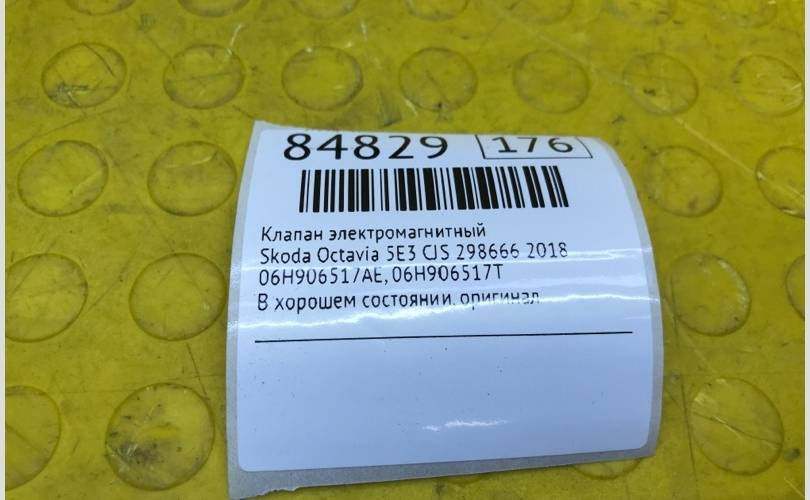 84829 176
Клапан электромагнитный
Skoda Octavia 5E3 CJS 298666 2018
06H906517AE, 06H906517T
В хорошем состоянии, оригинал